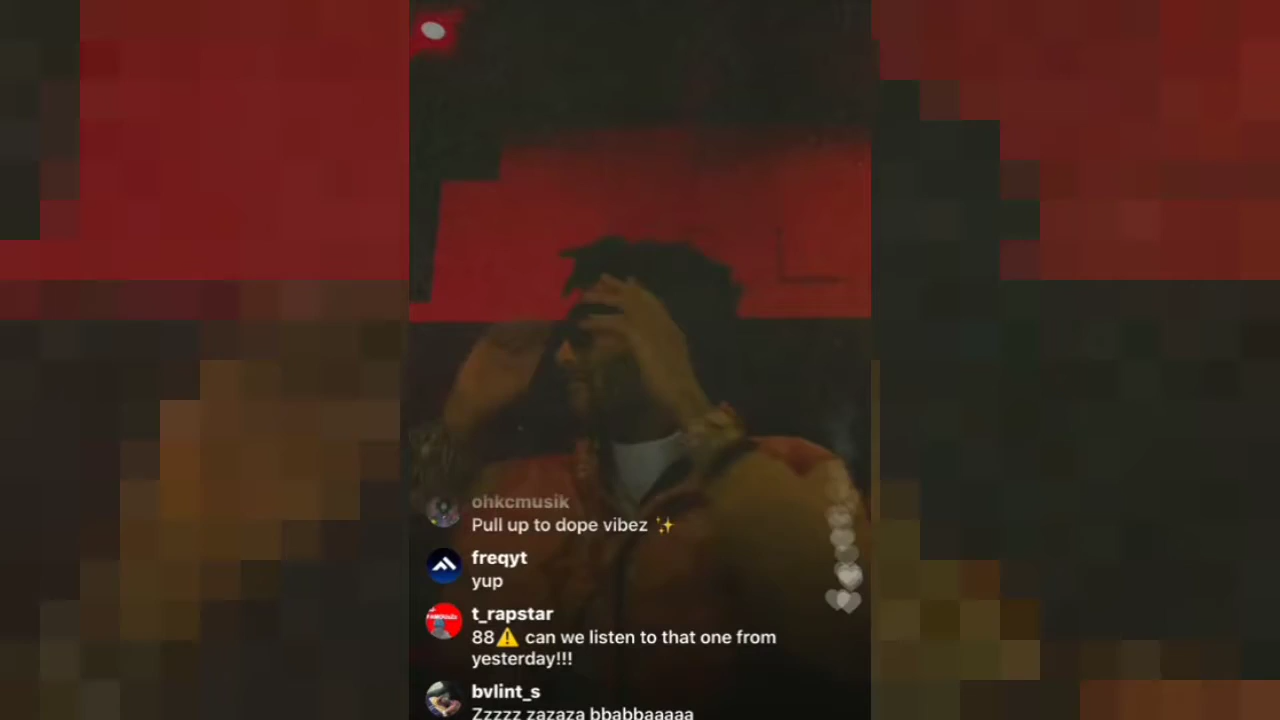 ohkcmusik
Pull up to dope vibez ✨
freqyt
yup
t_rapstar
88⚠️ can we listen to that one from
yesterday!!!
bvlint_s
Zzzzz zazaza bbabbaaaaa